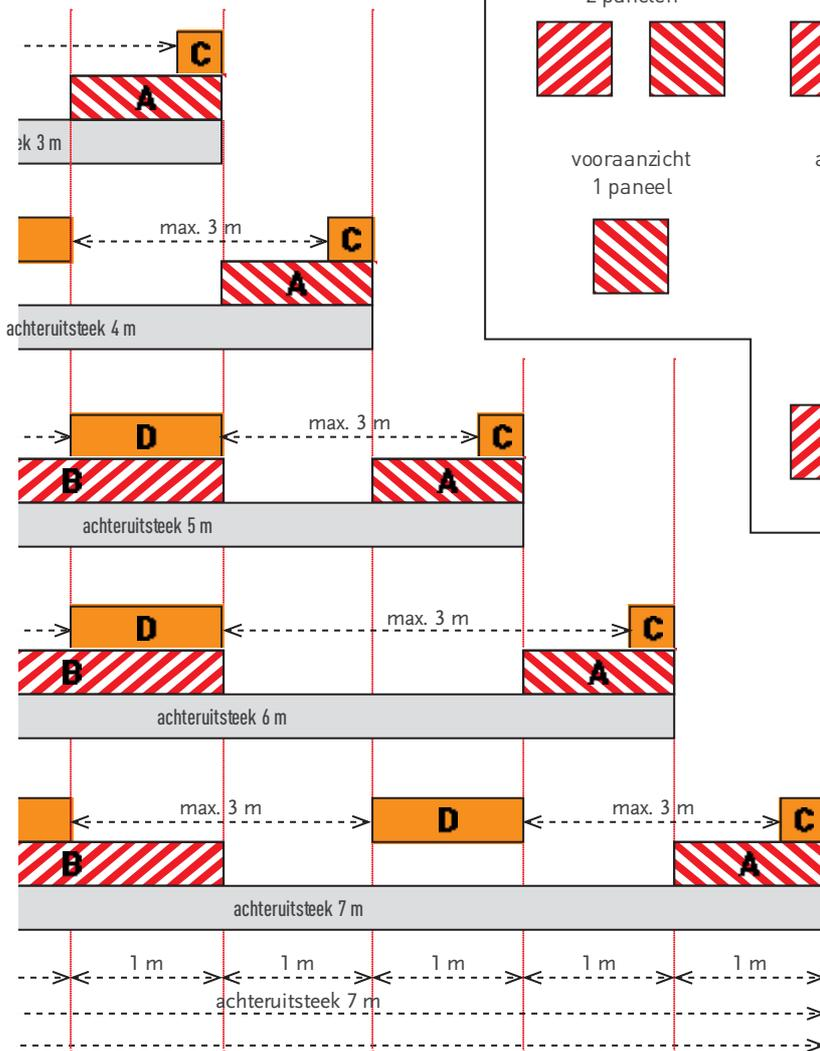 2 panelen
C
A
ek 3 m
vooraanzicht
1 paneel
max. 3 m
C
A
achteruitsteek 4 m
D
max. 3 m
C
B
A
achteruitsteek 5 m
D
max. 3 m
C
B
A
achteruitsteek 6 m
max. 3 m
D
max. 3 m
C
B
A
achteruitsteek 7 m
1 m
1 m
1 m
1 m
1 m
achteruitsteek 7 m